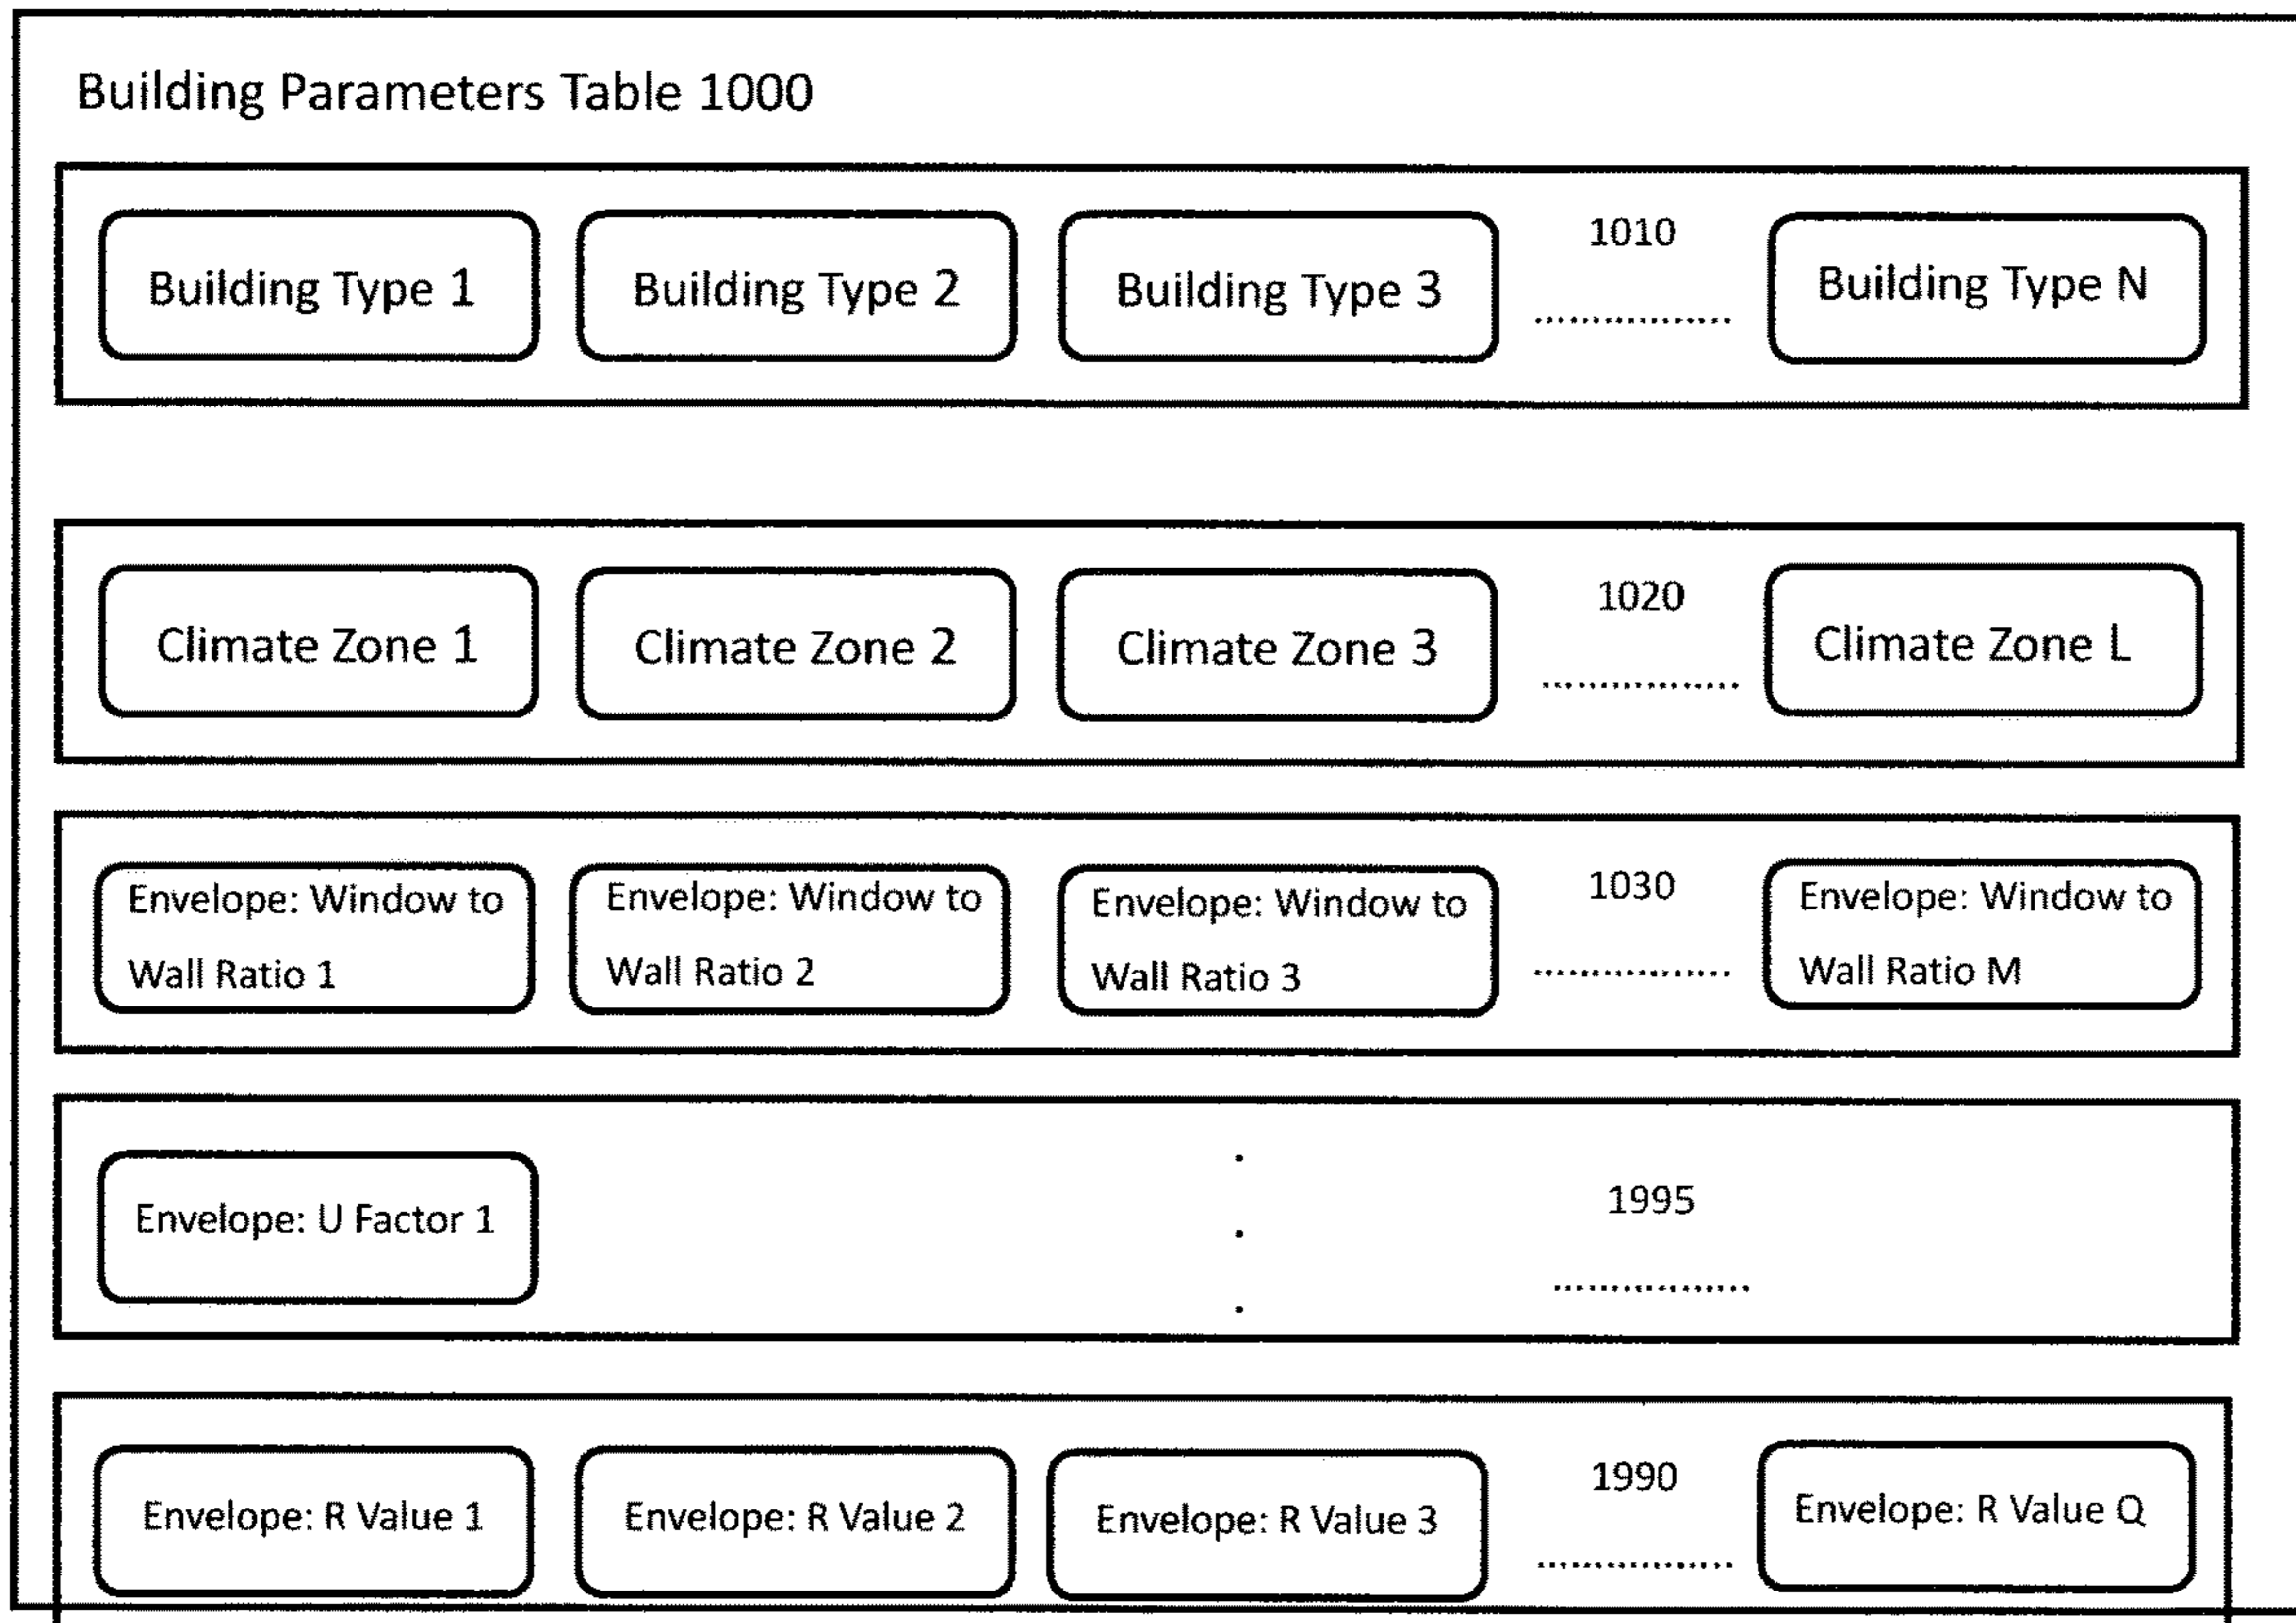 Building Parameters Table 1000
Building Type 1
Building Type 2
Building Type 3
1010
...............
Building Type N
Climate Zone 1
Climate Zone 2
Climate Zone 3
1020
...............
Climate Zone L
Envelope: Window to
Wall Ratio 1
Envelope: Window to
Wall Ratio 2
Envelope: Window to
Wall Ratio 3
1030
...............
Envelope: Window to
Wall Ratio M
Envelope: U Factor 1
1995
...............
Envelope: R Value 1
Envelope: R Value 2
Envelope: R Value 3
1990
...............
Envelope: R Value Q